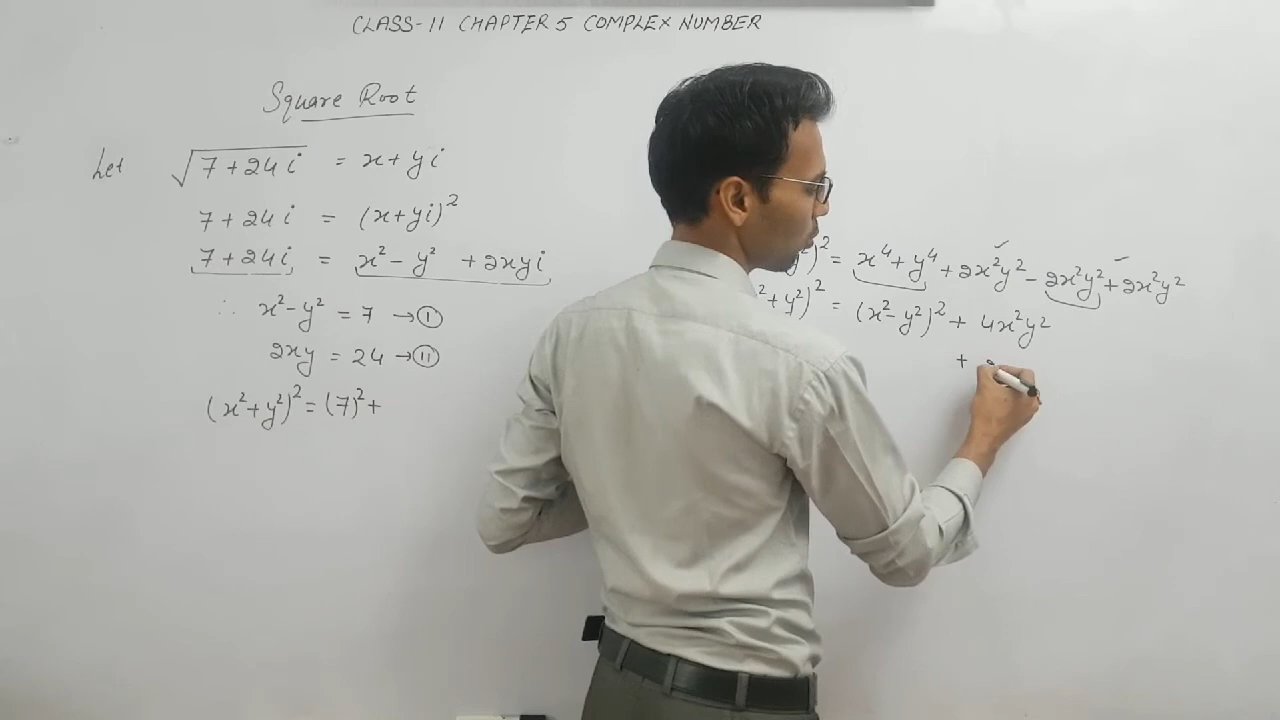 CLASS-11 CHAPTER 5 COMPLEX NUMBER
Square Root
Let √(7+24i) = x+yi
7+24i = (x+yi)²
7+24i = x²-y² +2xyi
∴ x²-y² = 7 → Ⓘ
2xy = 24 → Ⓘⓘ
(x²+y²)² = (7)²+
²)² = x⁴+y⁴+2x²y²-2x²y²+2x²y²
²+y²)² = (x²-y²)²+ 4x²y²
+